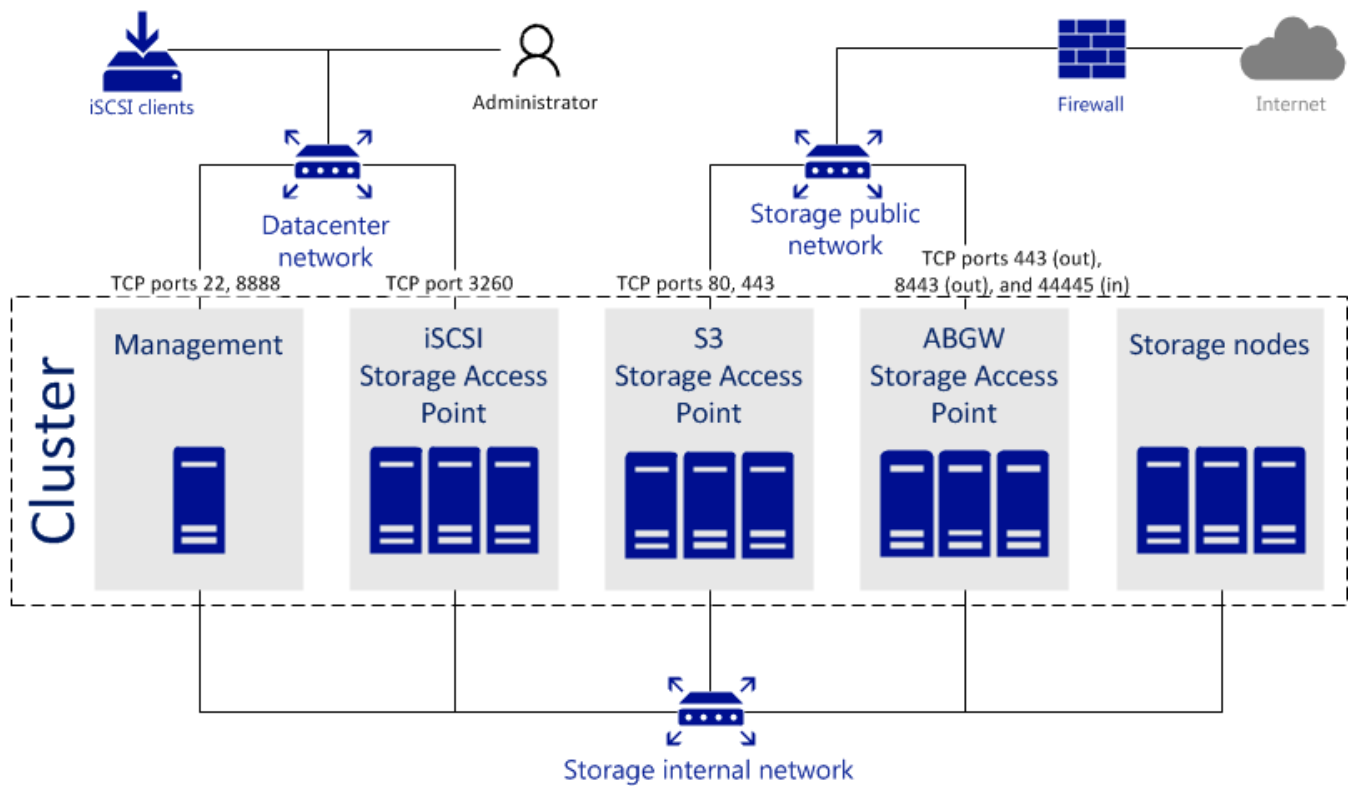 iSCSI clients
Administrator
Firewall
Internet
Datacenter
network
Storage public
network
TCP ports 22, 8888
TCP port 3260
TCP ports 80, 443
TCP ports 443 (out),
8443 (out), and 44445 (in)
Cluster
Management
iSCSI
Storage Access
Point
S3
Storage Access
Point
ABGW
Storage Access
Point
Storage nodes
Storage internal network